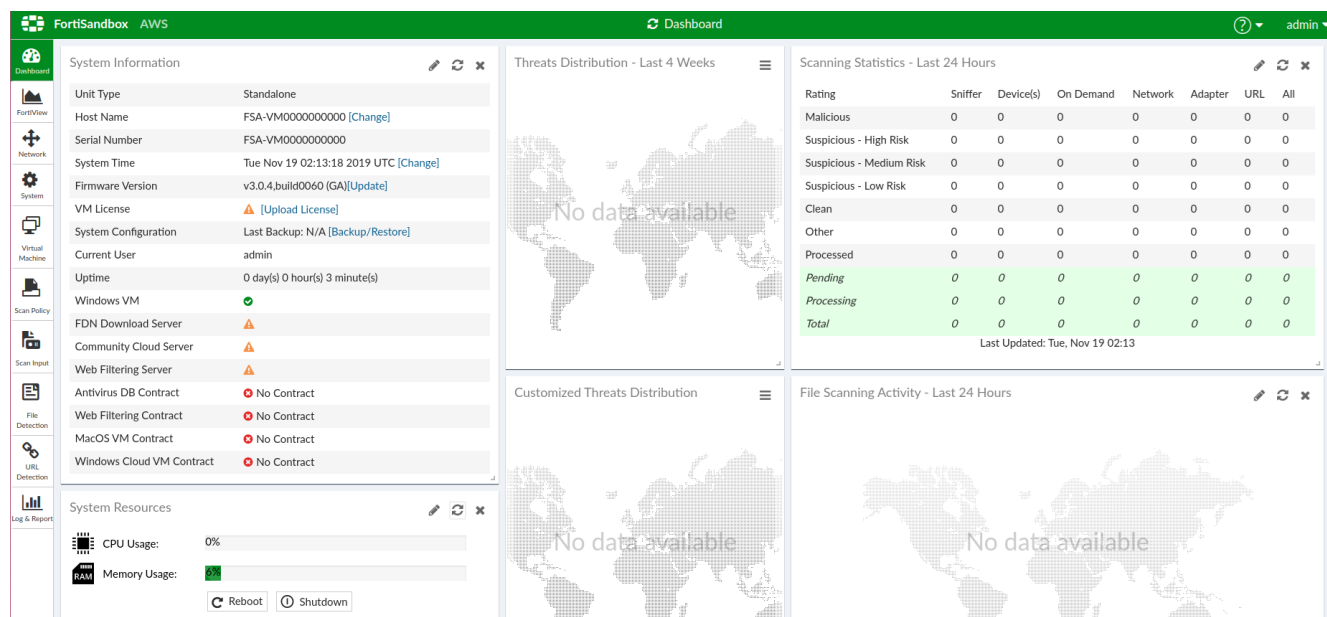 FortiSandbox AWS
Dashboard
admin
Dashboard
FortiView
Network
System
Virtual
Machine
Scan Policy
Scan Input
File
Detection
URL
Detection
Log & Report
System Information
Unit Type Standalone
Host Name FSA-VM0000000000 [Change]
Serial Number FSA-VM0000000000
System Time Tue Nov 19 02:13:18 2019 UTC [Change]
Firmware Version v3.0.4,build0060 (GA)[Update]
VM License [Upload License]
System Configuration Last Backup: N/A [Backup/Restore]
Current User admin
Uptime 0 day(s) 0 hour(s) 3 minute(s)
Windows VM
FDN Download Server
Community Cloud Server
Web Filtering Server
Antivirus DB Contract No Contract
Web Filtering Contract No Contract
MacOS VM Contract No Contract
Windows Cloud VM Contract No Contract
System Resources
CPU Usage: 0%
RAM Memory Usage: 6%
Reboot Shutdown
Threats Distribution - Last 4 Weeks
No data available
Customized Threats Distribution
No data available
Scanning Statistics - Last 24 Hours
Rating Sniffer Device(s) On Demand Network Adapter URL All
Malicious 0 0 0 0 0 0 0
Suspicious - High Risk 0 0 0 0 0 0 0
Suspicious - Medium Risk 0 0 0 0 0 0 0
Suspicious - Low Risk 0 0 0 0 0 0 0
Clean 0 0 0 0 0 0 0
Other 0 0 0 0 0 0 0
Processed 0 0 0 0 0 0 0
Pending 0 0 0 0 0 0 0
Processing 0 0 0 0 0 0 0
Total 0 0 0 0 0 0 0
Last Updated: Tue, Nov 19 02:13
File Scanning Activity - Last 24 Hours
No data available